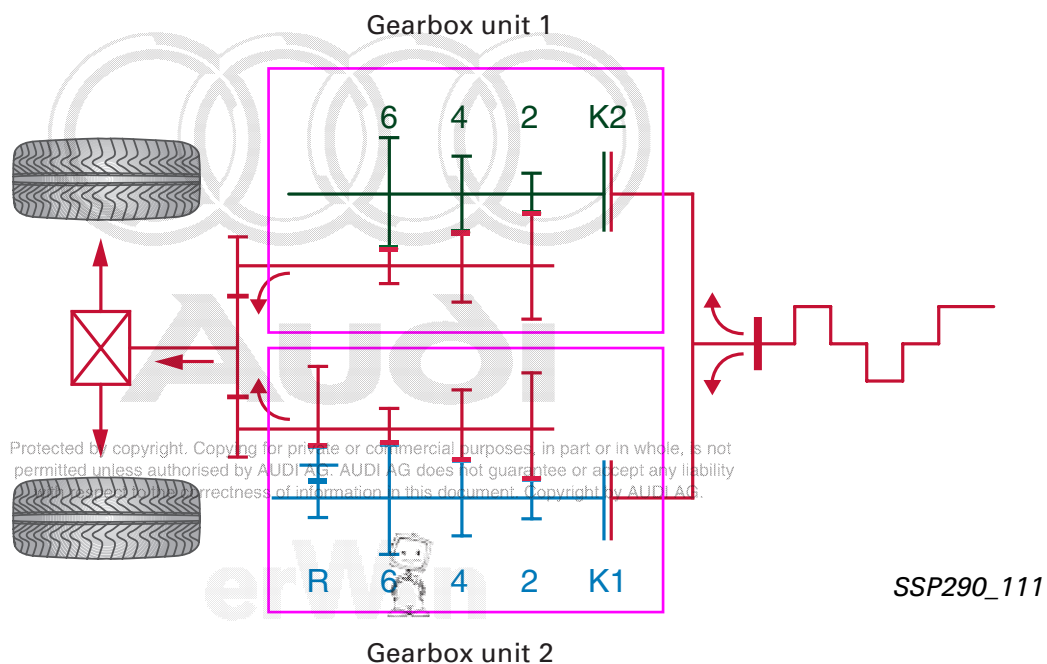 Gearbox unit 1
6 4 2 K2
Audi
Protected by copyright. Copying for private or commercial purposes, in part or in whole, is not
permitted unless authorised by AUDI AG. AUDI AG does not guarantee or accept any liability
with respect to the correctness of information in this document. Copyright by AUDI AG.
erWin
R 6 4 2 K1
SSP290_111
Gearbox unit 2